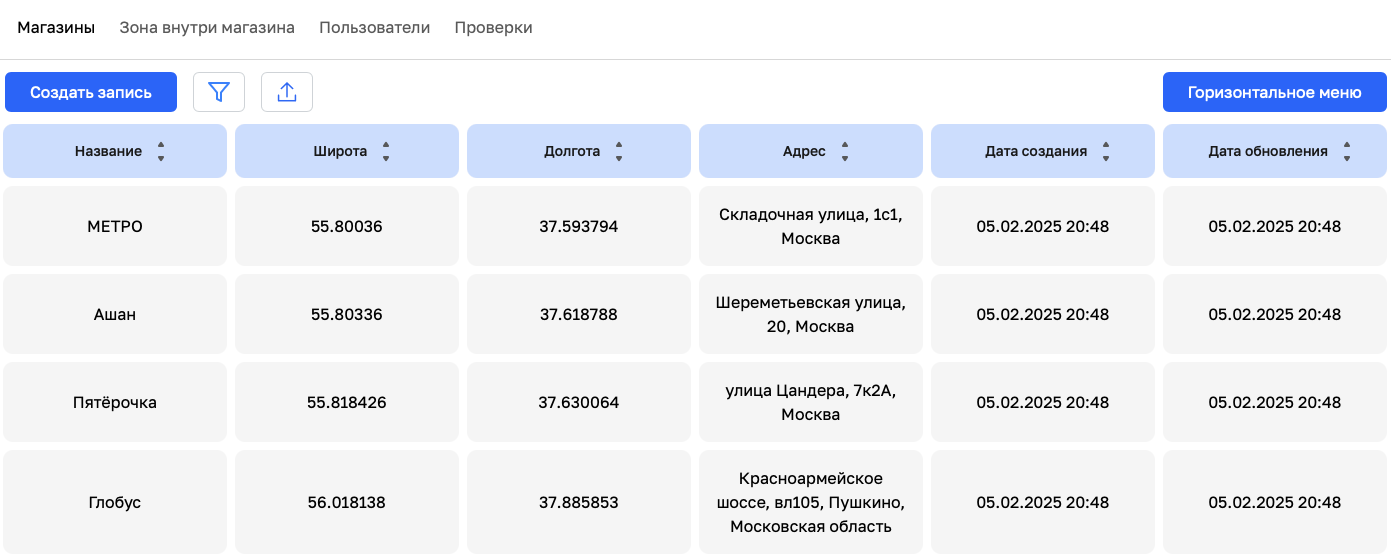 Магазины Зона внутри магазина Пользователи Проверки
Создать запись Горизонтальное меню
Название Широта Долгота Адрес Дата создания Дата обновления
МЕТРО 55.80036 37.593794 Складочная улица, 1с1,
Москва 05.02.2025 20:48 05.02.2025 20:48
Ашан 55.80336 37.618788 Шереметьевская улица,
20, Москва 05.02.2025 20:48 05.02.2025 20:48
Пятёрочка 55.818426 37.630064 улица Цандера, 7к2А,
Москва 05.02.2025 20:48 05.02.2025 20:48
Глобус 56.018138 37.885853 Красноармейское
шоссе, вл105, Пушкино,
Московская область 05.02.2025 20:48 05.02.2025 20:48